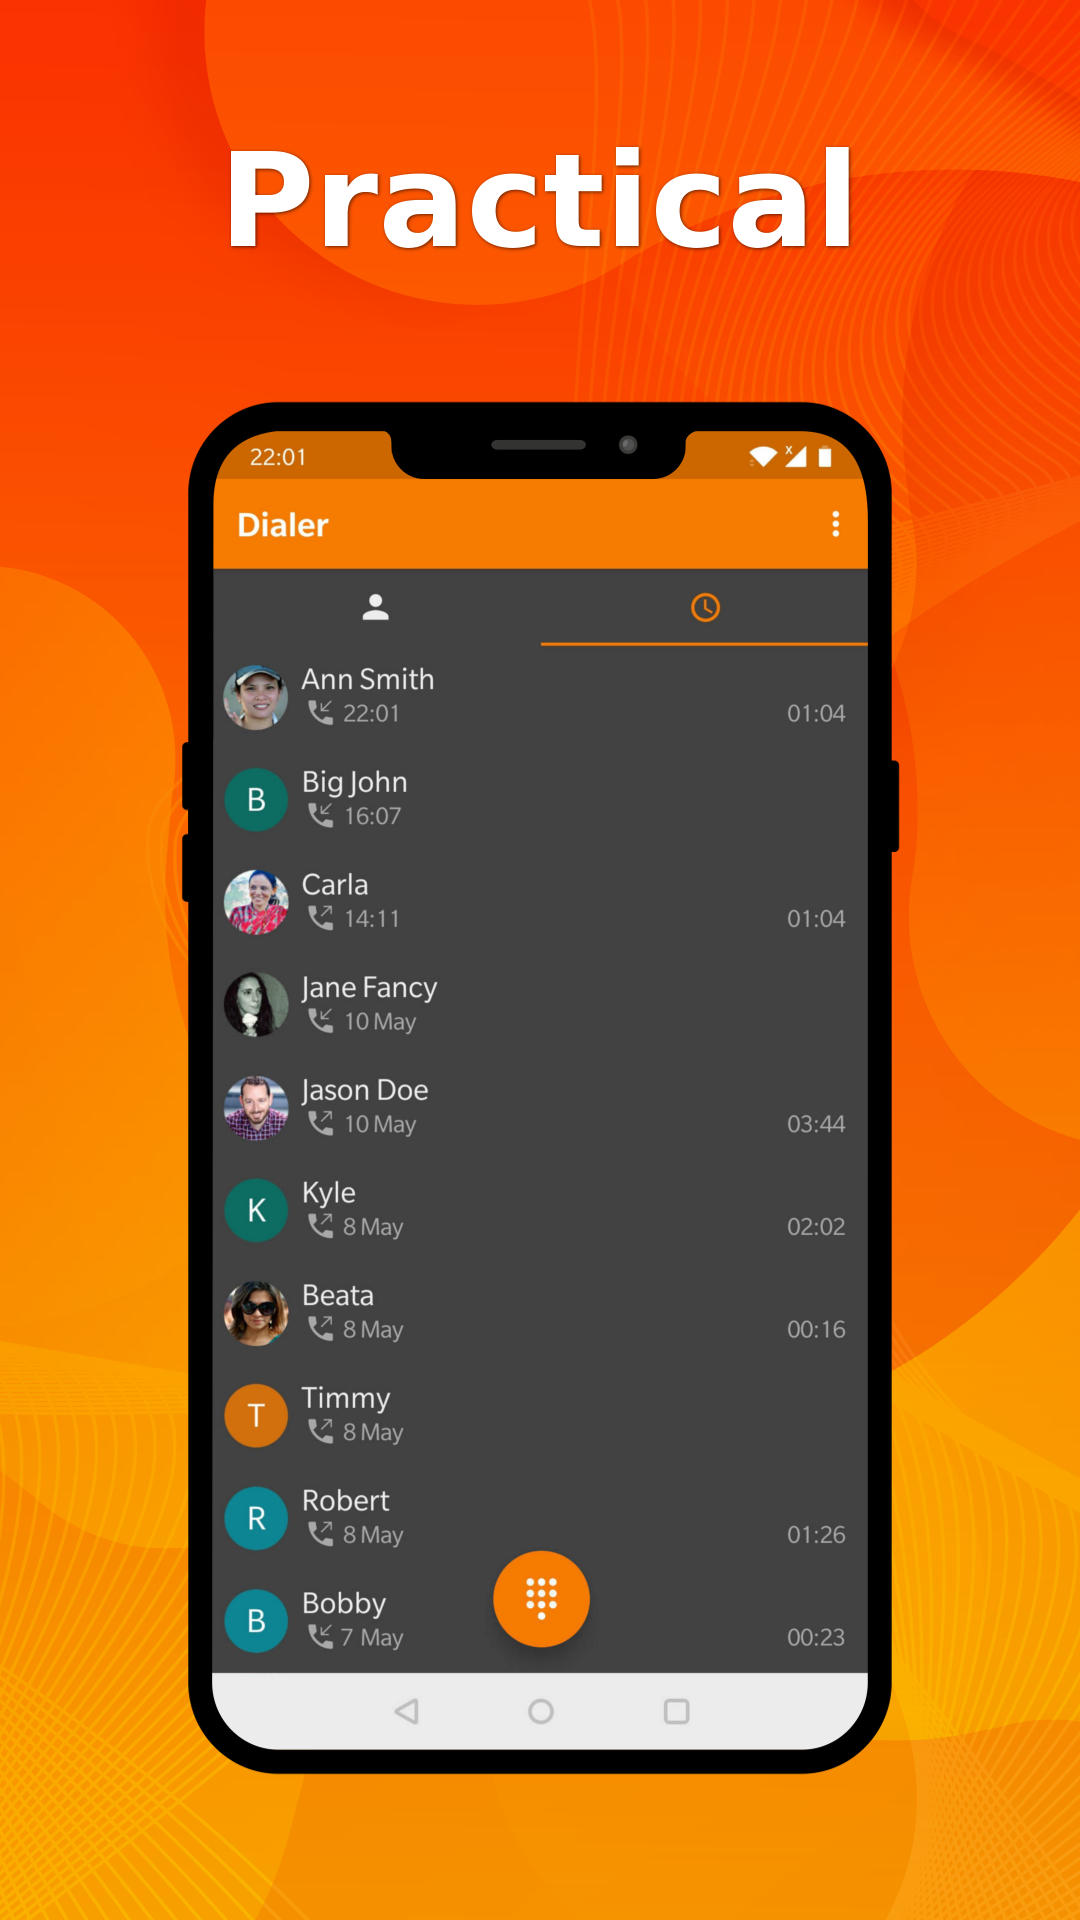 Practical
22:01
Dialer
Ann Smith
22:01 01:04
B
Big John
16:07
Carla
14:11 01:04
Jane Fancy
10 May
Jason Doe
10 May 03:44
K
Kyle
8 May 02:02
Beata
8 May 00:16
T
Timmy
8 May
R
Robert
8 May 01:26
B
Bobby
7 May 00:23